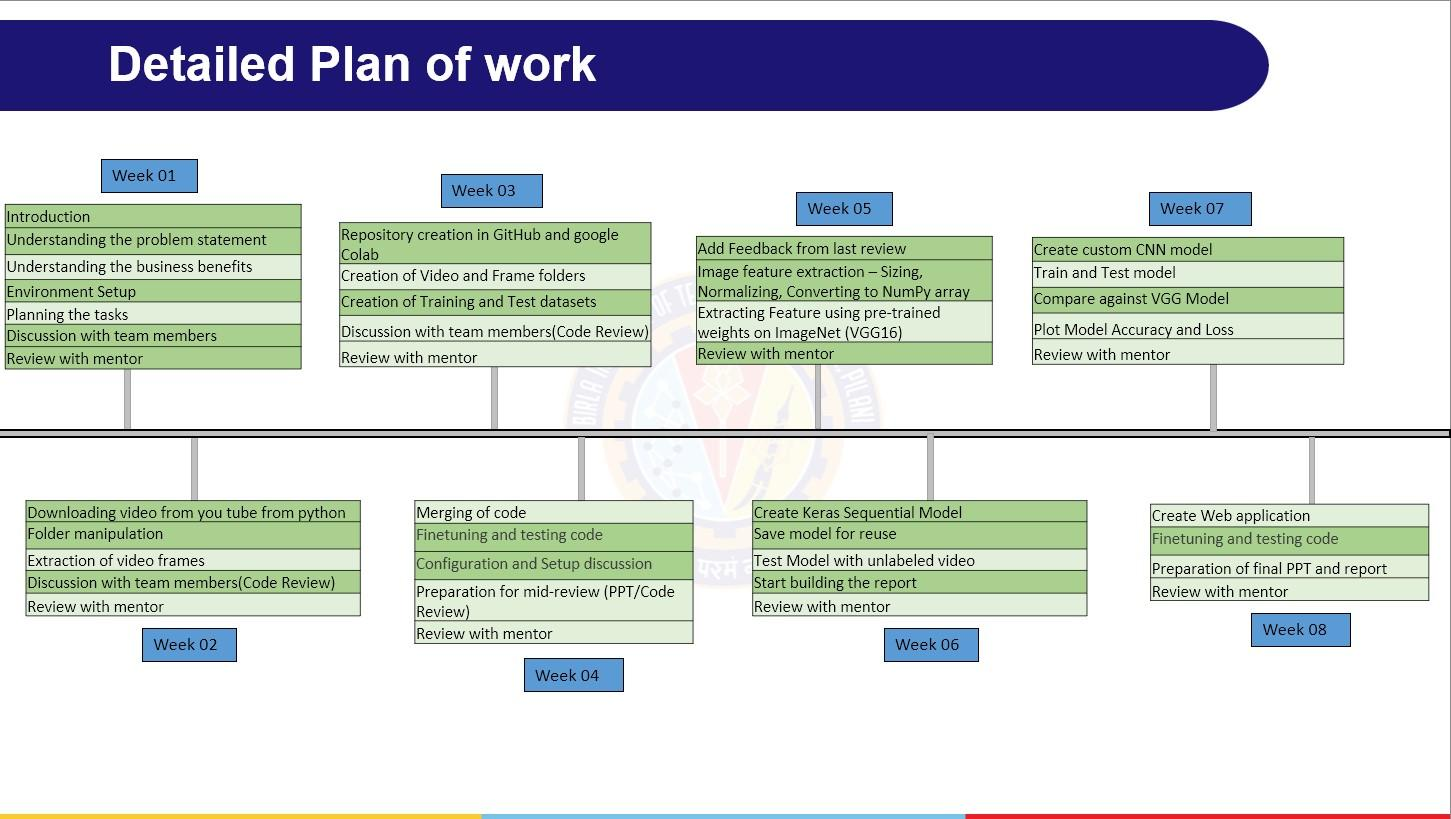 Detailed Plan of work
Week 01
Introduction
Understanding the problem statement
Understanding the business benefits
Environment Setup
Planning the tasks
Discussion with team members
Review with mentor
Week 03
Repository creation in GitHub and google
Colab
Creation of Video and Frame folders
Creation of Training and Test datasets
Discussion with team members(Code Review)
Review with mentor
Week 05
Add Feedback from last review
Image feature extraction – Sizing,
Normalizing, Converting to NumPy array
Extracting Feature using pre-trained
weights on ImageNet (VGG16)
Review with mentor
Week 07
Create custom CNN model
Train and Test model
Compare against VGG Model
Plot Model Accuracy and Loss
Review with mentor
Downloading video from you tube from python
Folder manipulation
Extraction of video frames
Discussion with team members(Code Review)
Review with mentor
Week 02
Merging of code
Finetuning and testing code
Configuration and Setup discussion
Preparation for mid-review (PPT/Code
Review)
Review with mentor
Week 04
Create Keras Sequential Model
Save model for reuse
Test Model with unlabeled video
Start building the report
Review with mentor
Week 06
Create Web application
Finetuning and testing code
Preparation of final PPT and report
Review with mentor
Week 08